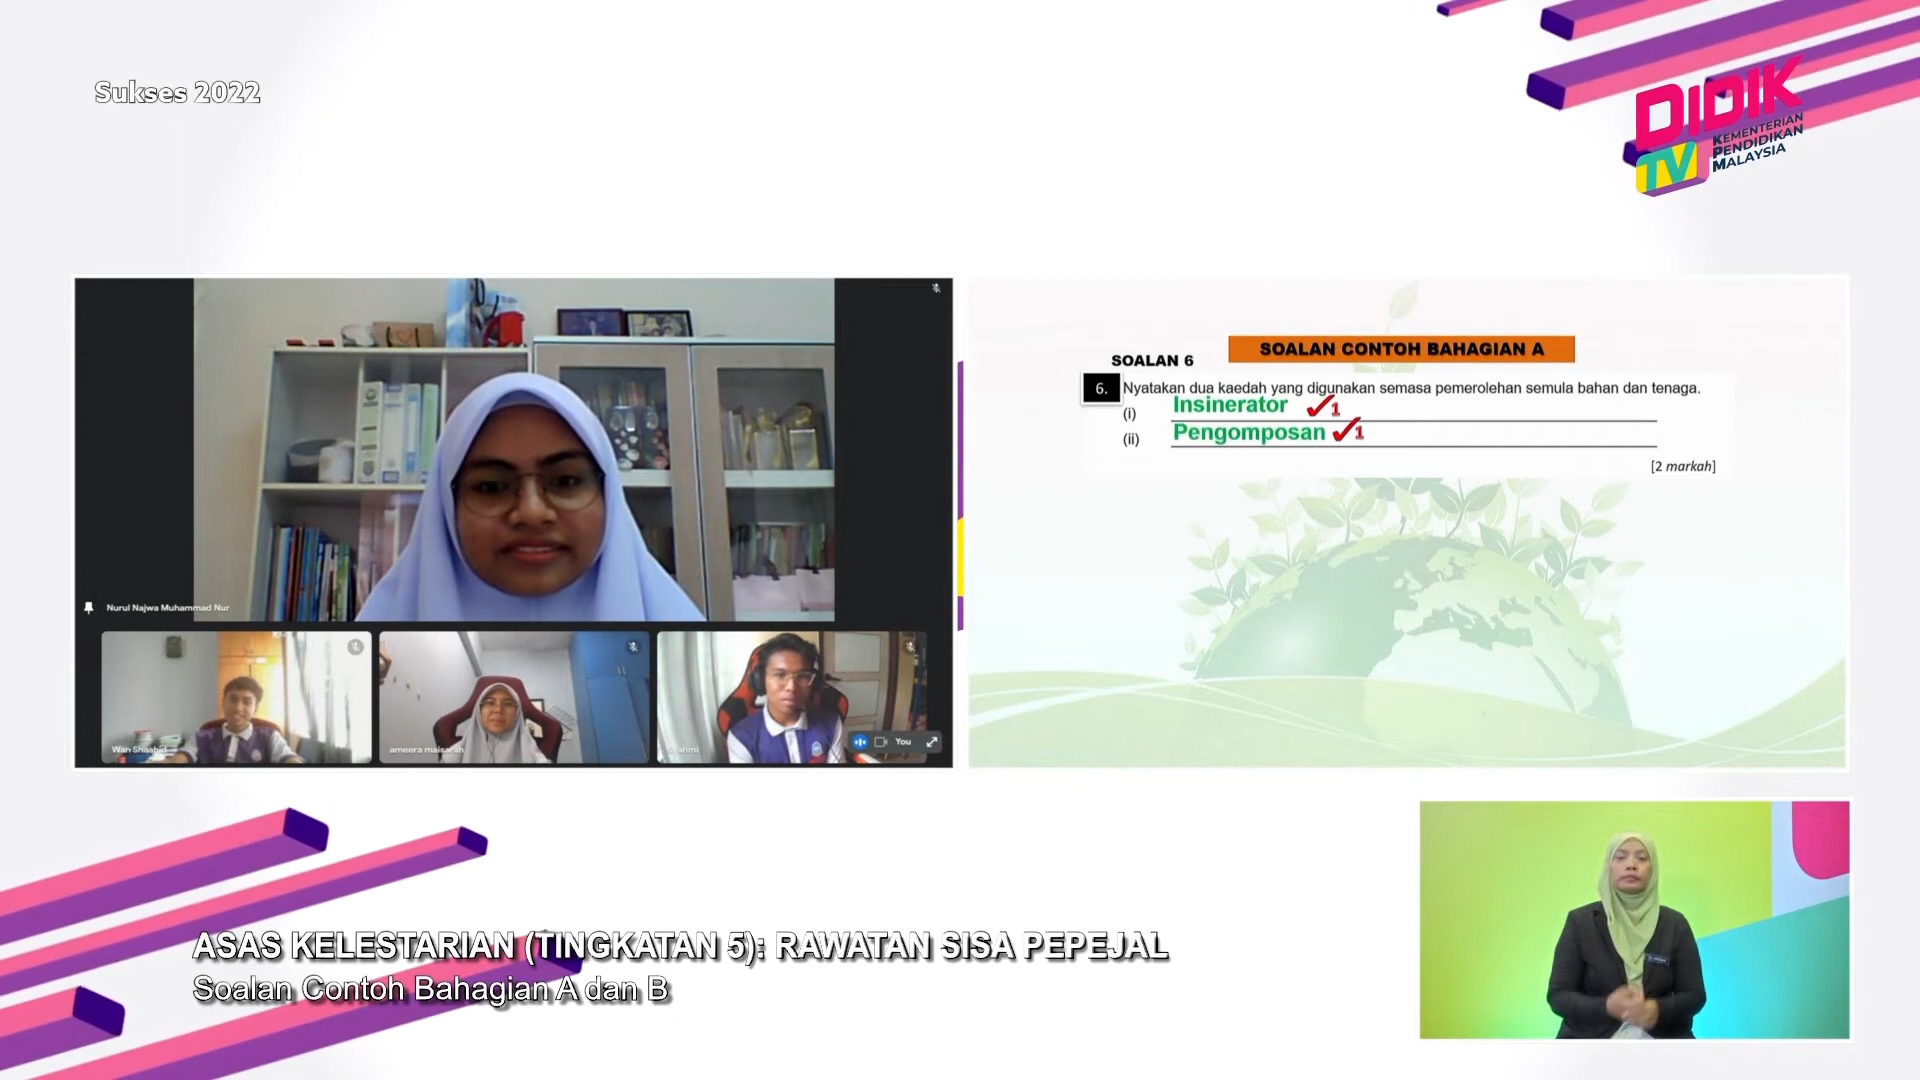 Sukses 2022
DIDIK
TV
KEMENTERIAN
PENDIDIKAN
MALAYSIA
SOALAN CONTOH BAHAGIAN A
SOALAN 6
6. Nyatakan dua kaedah yang digunakan semasa pemerolehan semula bahan dan tenaga.
(i) Insinerator 1
(ii) Pengomposan 1
[2 markah]
Nurul Najwa Muhammad Nur
Wan Shaahid
ameera maisarah
You
ASAS KELESTARIAN (TINGKATAN 5): RAWATAN SISA PEPEJAL
Soalan Contoh Bahagian A dan B